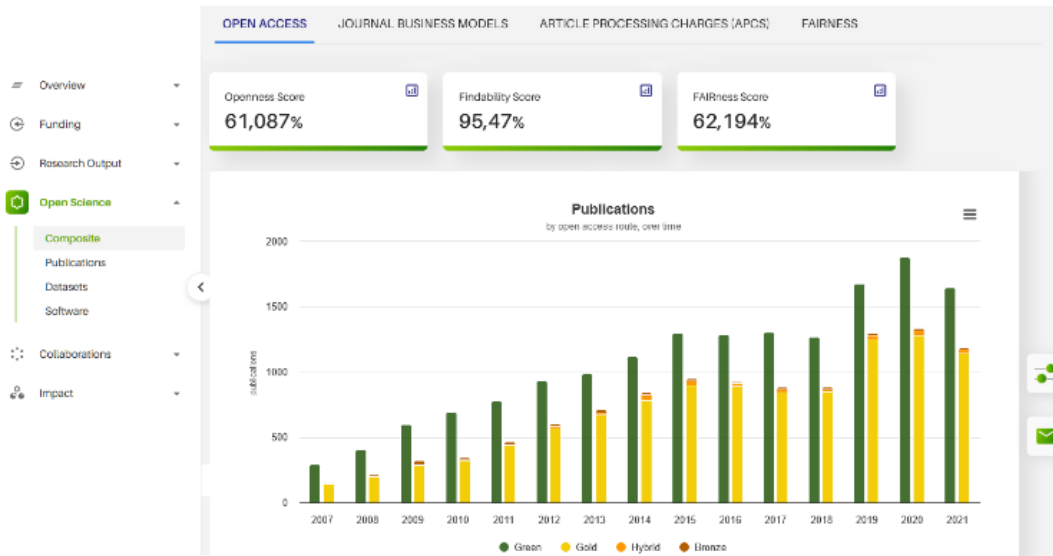 OPEN ACCESS JOURNAL BUSINESS MODELS ARTICLE PROCESSING CHARGES (APCS) FAIRNESS
Overview
Funding
Research Output
Open Science
Composite
Publications
Datasets
Software
Collaborations
Impact
Openness Score
61,087%
Findability Score
95,47%
FAIRness Score
62,194%
Publications
by open access route, over time
publications
2000
1500
1000
500
0
2007 2008 2009 2010 2011 2012 2013 2014 2015 2016 2017 2018 2019 2020 2021
Green Gold Hybrid Bronze